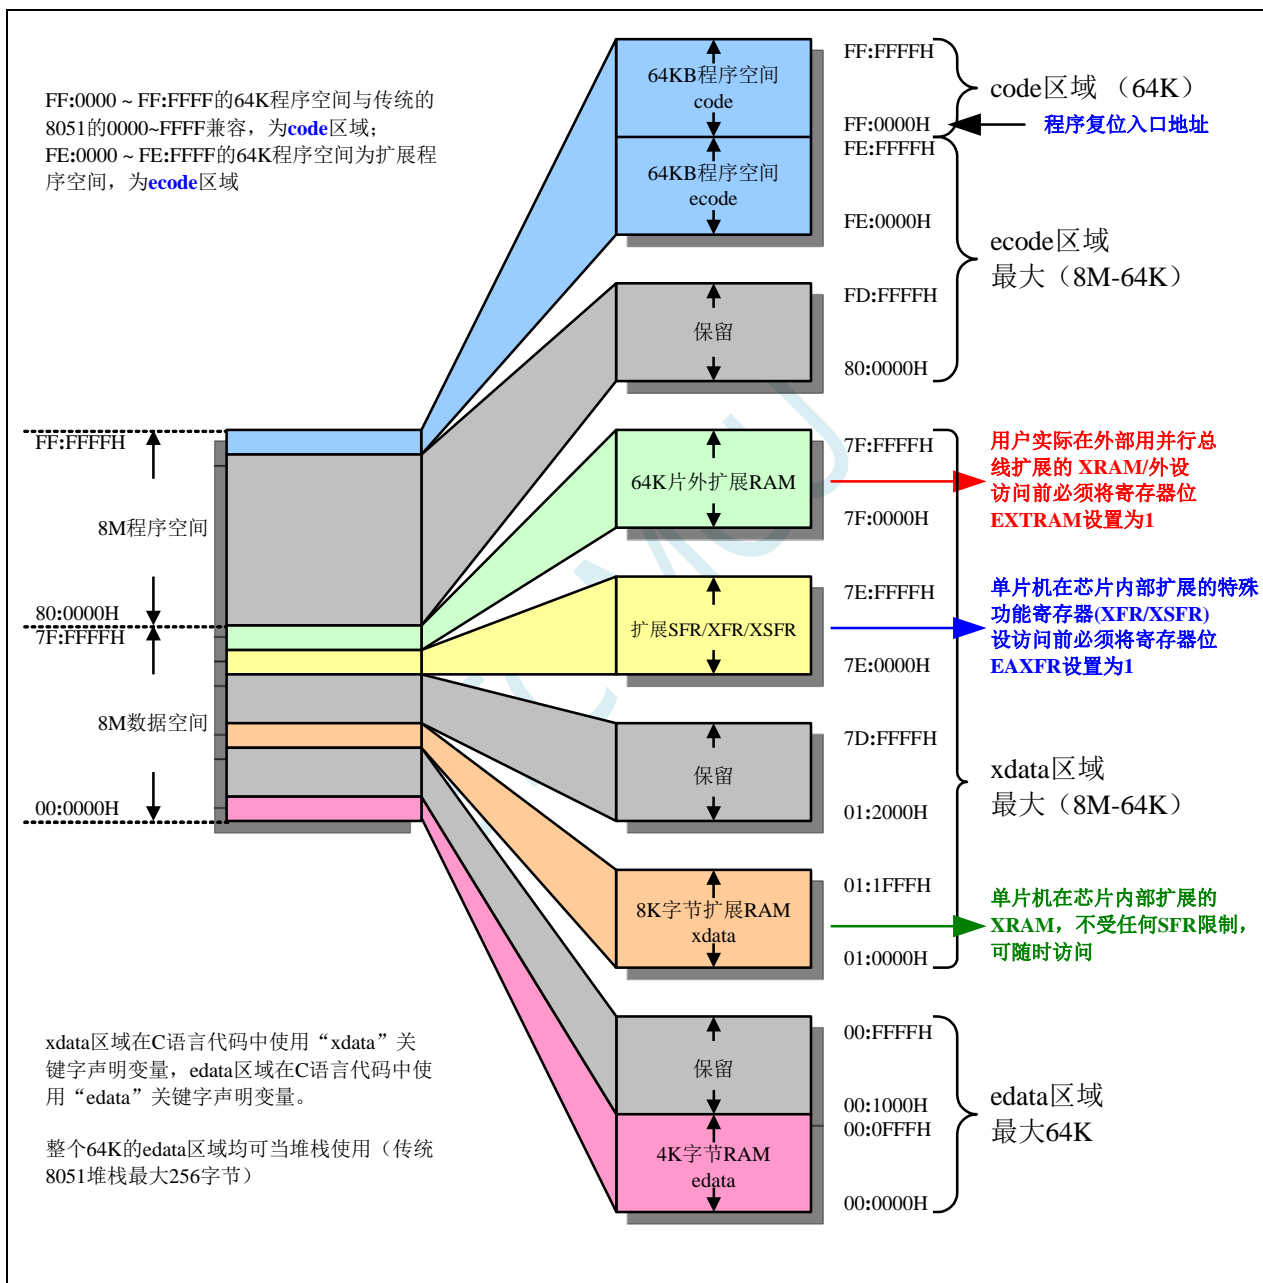 FF:0000 ~ FF:FFFF的64K程序空间与传统的
8051的0000~FFFF兼容，为code区域；
FE:0000 ~ FE:FFFF的64K程序空间为扩展程
序空间，为ecode区域
64KB程序空间
code
64KB程序空间
ecode
FF:FFFFH
FF:0000H
FE:FFFFH
FE:0000H
code区域 （64K）
程序复位入口地址
ecode区域
最大（8M-64K）
保留
FD:FFFFH
80:0000H
FF:FFFFH
8M程序空间
80:0000H
7F:FFFFH
8M数据空间
00:0000H
64K片外扩展RAM
7F:FFFFH
7F:0000H
用户实际在外部用并行总
线扩展的 XRAM/外设
访问前必须将寄存器位
EXTRAM设置为1
扩展SFR/XFR/XSFR
7E:FFFFH
7E:0000H
单片机在芯片内部扩展的特殊
功能寄存器(XFR/XSFR)
设访问前必须将寄存器位
EAXFR设置为1
保留
7D:FFFFH
01:2000H
xdata区域
最大（8M-64K）
8K字节扩展RAM
xdata
01:1FFFH
01:0000H
单片机在芯片内部扩展的
XRAM，不受任何SFR限制，
可随时访问
保留
00:FFFFH
00:1000H
00:0FFFH
4K字节RAM
edata
00:0000H
edata区域
最大64K
xdata区域在C语言代码中使用“xdata”关
键字声明变量，edata区域在C语言代码中使
用“edata”关键字声明变量。
整个64K的edata区域均可当堆栈使用（传统
8051堆栈最大256字节）